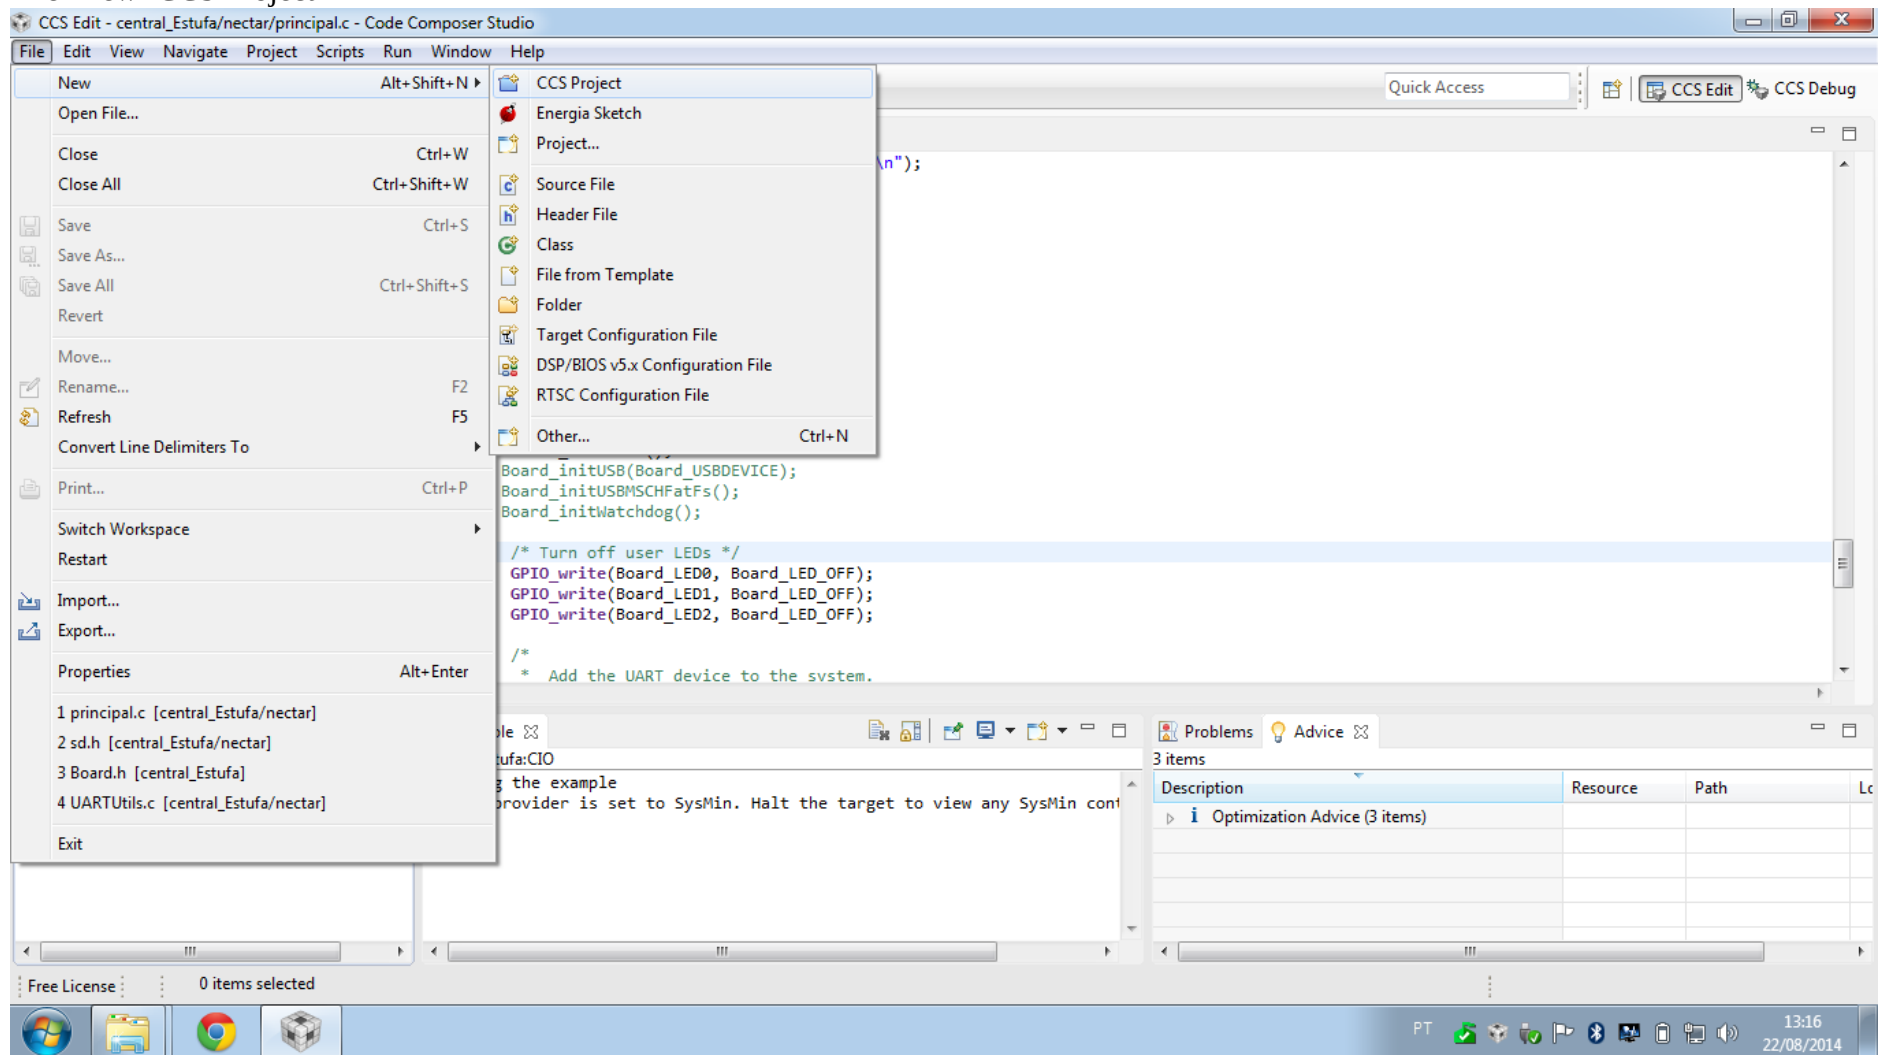 CCS Edit - central_Estufa/nectar/principal.c - Code Composer Studio
File Edit View Navigate Project Scripts Run Window Help
New Alt+Shift+N
Open File...
Close Ctrl+W
Close All Ctrl+Shift+W
Save Ctrl+S
Save As...
Save All Ctrl+Shift+S
Revert
Move...
Rename... F2
Refresh F5
Convert Line Delimiters To
Print... Ctrl+P
Switch Workspace
Restart
Import...
Export...
Properties Alt+Enter
1 principal.c [central_Estufa/nectar]
2 sd.h [central_Estufa/nectar]
3 Board.h [central_Estufa]
4 UARTUtils.c [central_Estufa/nectar]
Exit
CCS Project
Energia Sketch
Project...
Source File
Header File
Class
File from Template
Folder
Target Configuration File
DSP/BIOS v5.x Configuration File
RTSC Configuration File
Other... Ctrl+N
Quick Access
CCS Edit CCS Debug
\n");
Board_initUSB(Board_USBDEVICE);
Board_initUSBMSCHFatFs();
Board_initWatchdog();
/* Turn off user LEDs */
GPIO_write(Board_LED0, Board_LED_OFF);
GPIO_write(Board_LED1, Board_LED_OFF);
GPIO_write(Board_LED2, Board_LED_OFF);
/*
* Add the UART device to the system.
ole
tufa:CIO
g the example
provider is set to SysMin. Halt the target to view any SysMin cont
Problems Advice
3 items
Description Resource Path Lo
i Optimization Advice (3 items)
Free License 0 items selected
PT 13:16
22/08/2014